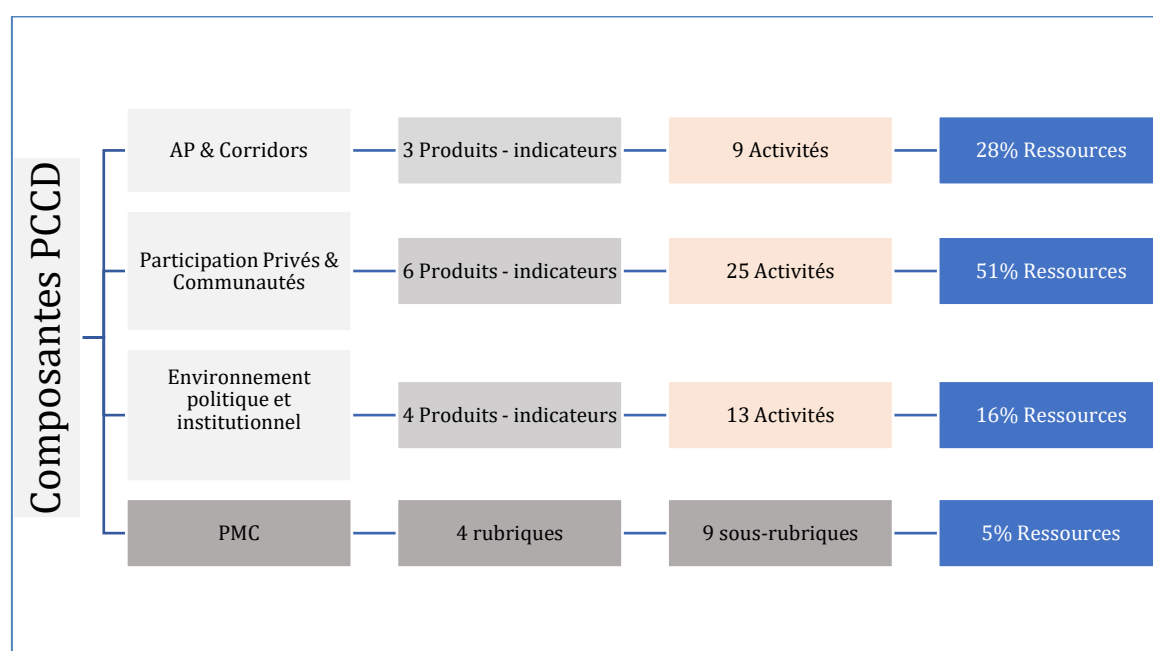 Composantes PCCD
AP & Corridors
3 Produits - indicateurs
9 Activités
28% Ressources
Participation Privés &
Communautés
6 Produits - indicateurs
25 Activités
51% Ressources
Environnement
politique et
institutionnel
4 Produits - indicateurs
13 Activités
16% Ressources
PMC
4 rubriques
9 sous-rubriques
5% Ressources